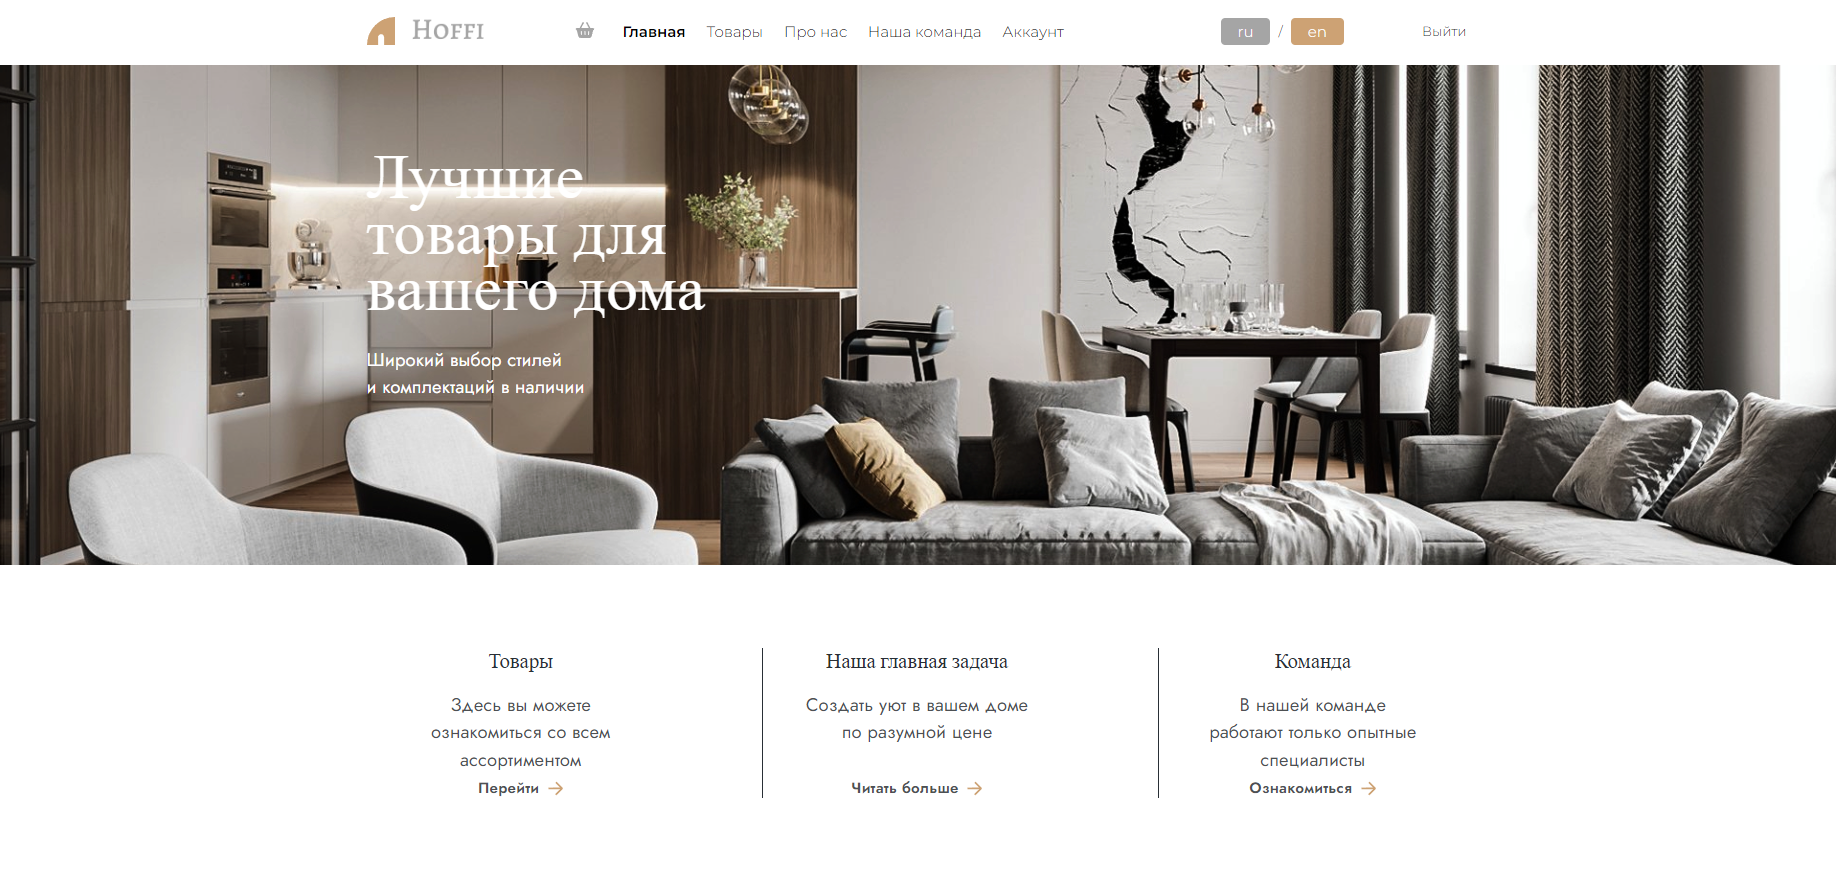 Hoffi
Главная Товары Про нас Наша команда Аккаунт
ru / en
Выйти
Лучшие
товары для
вашего дома
Широкий выбор стилей
и комплектаций в наличии
Товары
Здесь вы можете
ознакомиться со всем
ассортиментом
Перейти
Наша главная задача
Создать уют в вашем доме
по разумной цене
Читать больше
Команда
В нашей команде
работают только опытные
специалисты
Ознакомиться